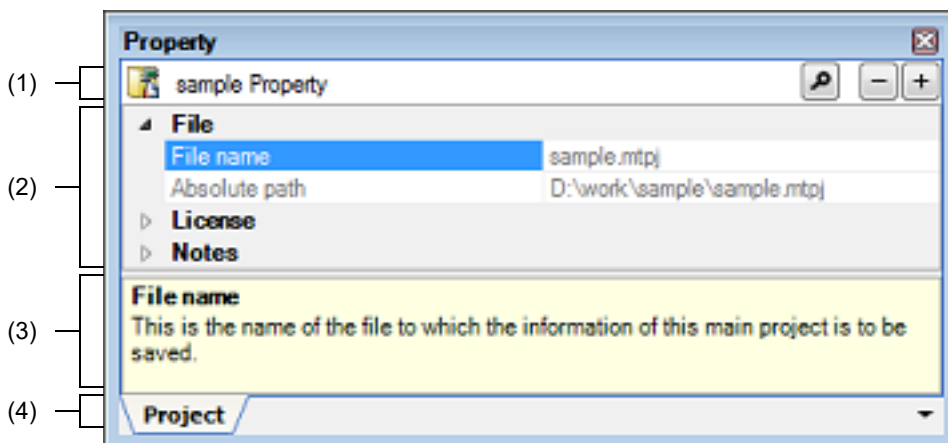 Property
(1)
sample Property
(2)
File
File name sample.mtpj
Absolute path D:\work\sample\sample.mtpj
License
Notes
(3)
File name
This is the name of the file to which the information of this main project is to be
saved.
(4)
Project